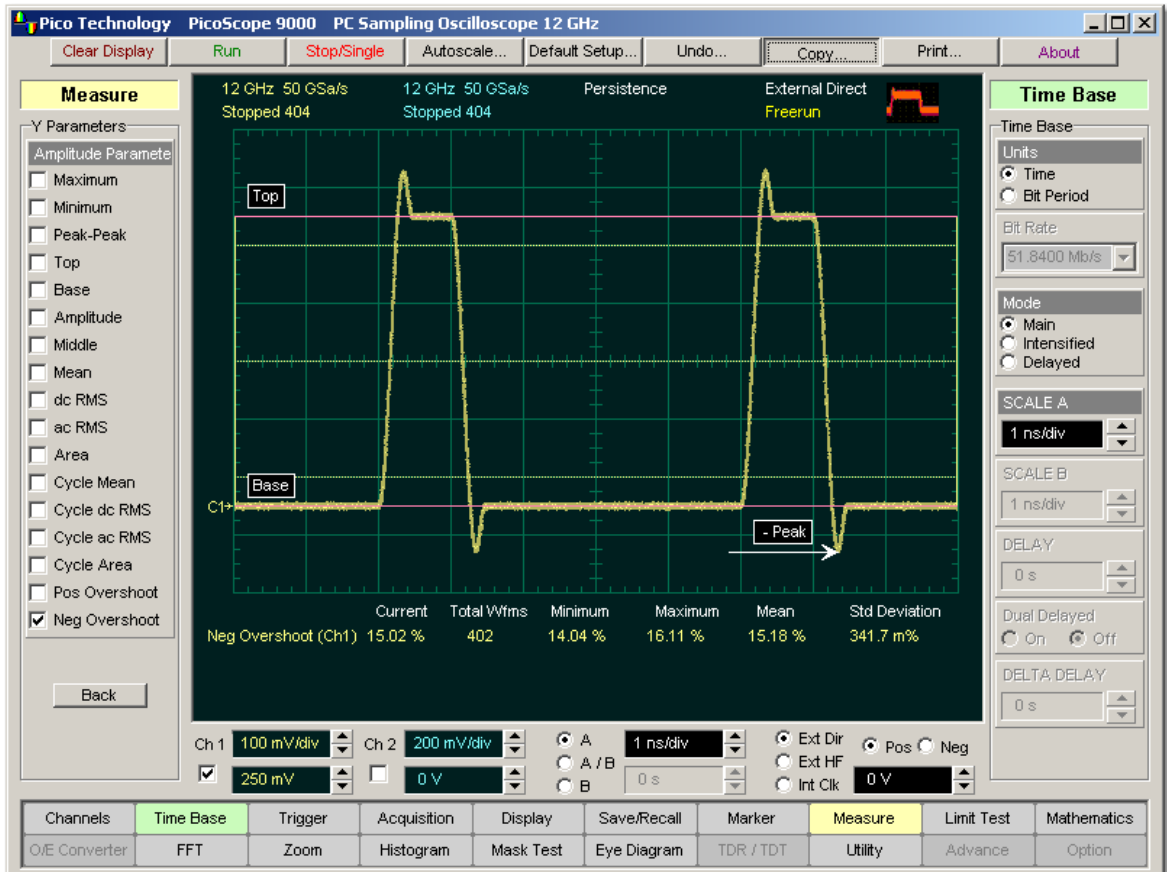 Pico Technology PicoScope 9000 PC Sampling Oscilloscope 12 GHz
Clear Display Run Stop/Single Autoscale... Default Setup... Undo... Copy... Print... About
Measure
Y Parameters
Amplitude Paramete
Maximum
Minimum
Peak-Peak
Top
Base
Amplitude
Middle
Mean
dc RMS
ac RMS
Area
Cycle Mean
Cycle dc RMS
Cycle ac RMS
Cycle Area
Pos Overshoot
Neg Overshoot
Back
12 GHz 50 GSa/s 12 GHz 50 GSa/s Persistence External Direct
Stopped 404 Stopped 404 Freerun
Top
Base
C1
- Peak
Current Total Wfms Minimum Maximum Mean Std Deviation
Neg Overshoot (Ch1) 15.02 % 402 14.04 % 16.11 % 15.18 % 341.7 m%
Time Base
Time Base
Units
Time
Bit Period
Bit Rate
51.8400 Mb/s
Mode
Main
Intensified
Delayed
SCALE A
1 ns/div
SCALE B
1 ns/div
DELAY
0 s
Dual Delayed
On Off
DELTA DELAY
0 s
Ch 1 100 mV/div Ch 2 200 mV/div A 1 ns/div Ext Dir Pos Neg
A / B Ext HF
250 mV 0 V B 0 s Int Clk 0 V
Channels Time Base Trigger Acquisition Display Save/Recall Marker Measure Limit Test Mathematics
O/E Converter FFT Zoom Histogram Mask Test Eye Diagram TDR / TDT Utility Advance Option